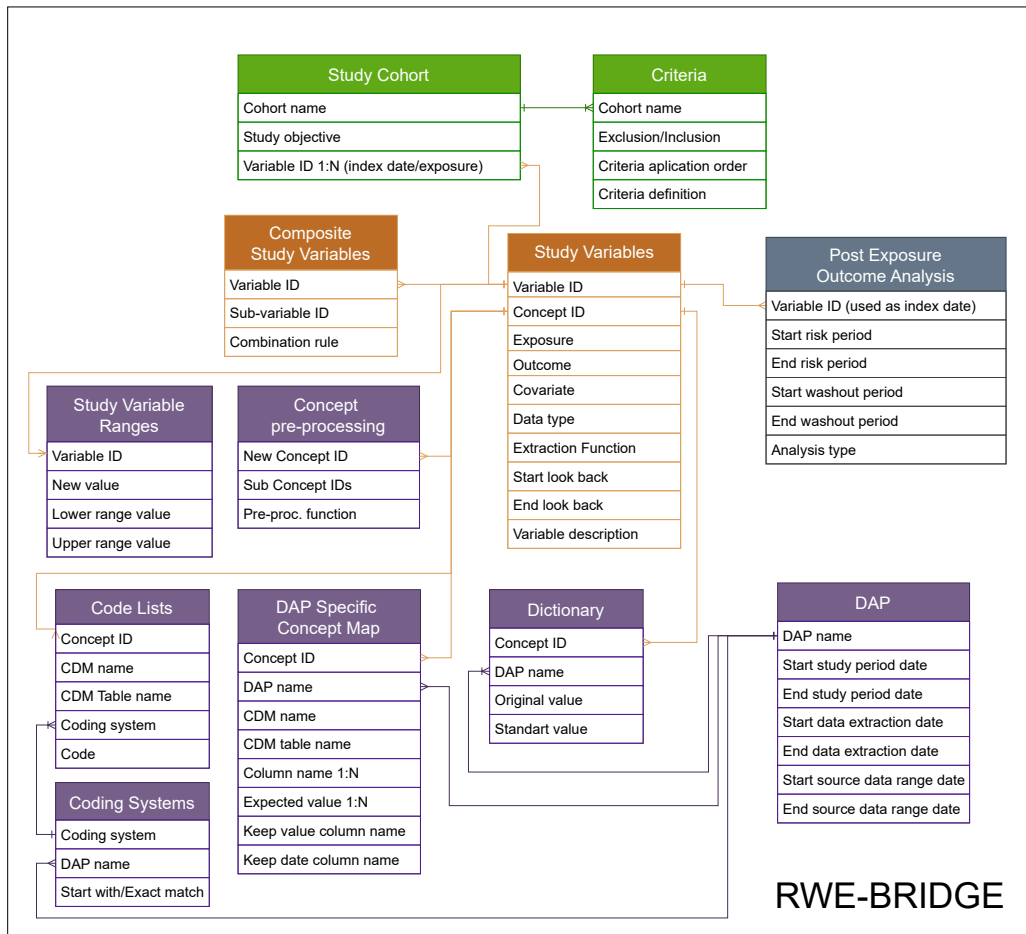 Study Cohort
Cohort name
Study objective
Variable ID 1:N (index date/exposure)
Criteria
Cohort name
Exclusion/Inclusion
Criteria aplication order
Criteria definition
Composite
Study Variables
Variable ID
Sub-variable ID
Combination rule
Study Variables
Variable ID
Concept ID
Exposure
Outcome
Covariate
Data type
Extraction Function
Start look back
End look back
Variable description
Post Exposure
Outcome Analysis
Variable ID (used as index date)
Start risk period
End risk period
Start washout period
End washout period
Analysis type
Study Variable
Ranges
Variable ID
New value
Lower range value
Upper range value
Concept
pre-processing
New Concept ID
Sub Concept IDs
Pre-proc. function
Code Lists
Concept ID
CDM name
CDM Table name
Coding system
Code
DAP Specific
Concept Map
Concept ID
DAP name
CDM name
CDM table name
Column name 1:N
Expected value 1:N
Keep value column name
Keep date column name
Dictionary
Concept ID
DAP name
Original value
Standart value
DAP
DAP name
Start study period date
End study period date
Start data extraction date
End data extraction date
Start source data range date
End source data range date
Coding Systems
Coding system
DAP name
Start with/Exact match
RWE-BRIDGE